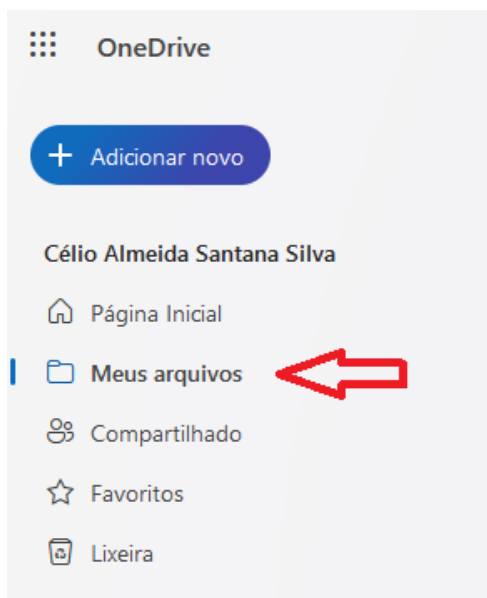 OneDrive
Adicionar novo
Célio Almeida Santana Silva
Página Inicial
Meus arquivos
Compartilhado
Favoritos
Lixeira